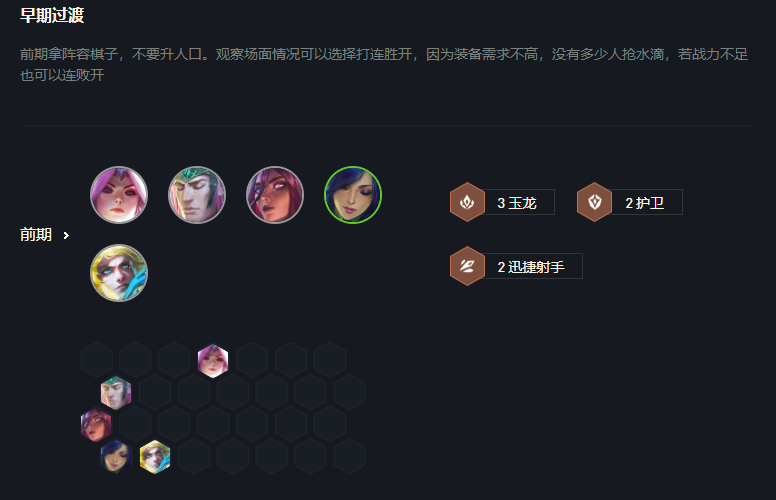 早期过渡
前期拿阵容棋子，不要升人口。观察场面情况可以选择打连胜开，因为装备需求不高，没有多少人抢水滴，若战力不足
也可以连败开
3 玉龙
2 护卫
前期
2 迅捷射手